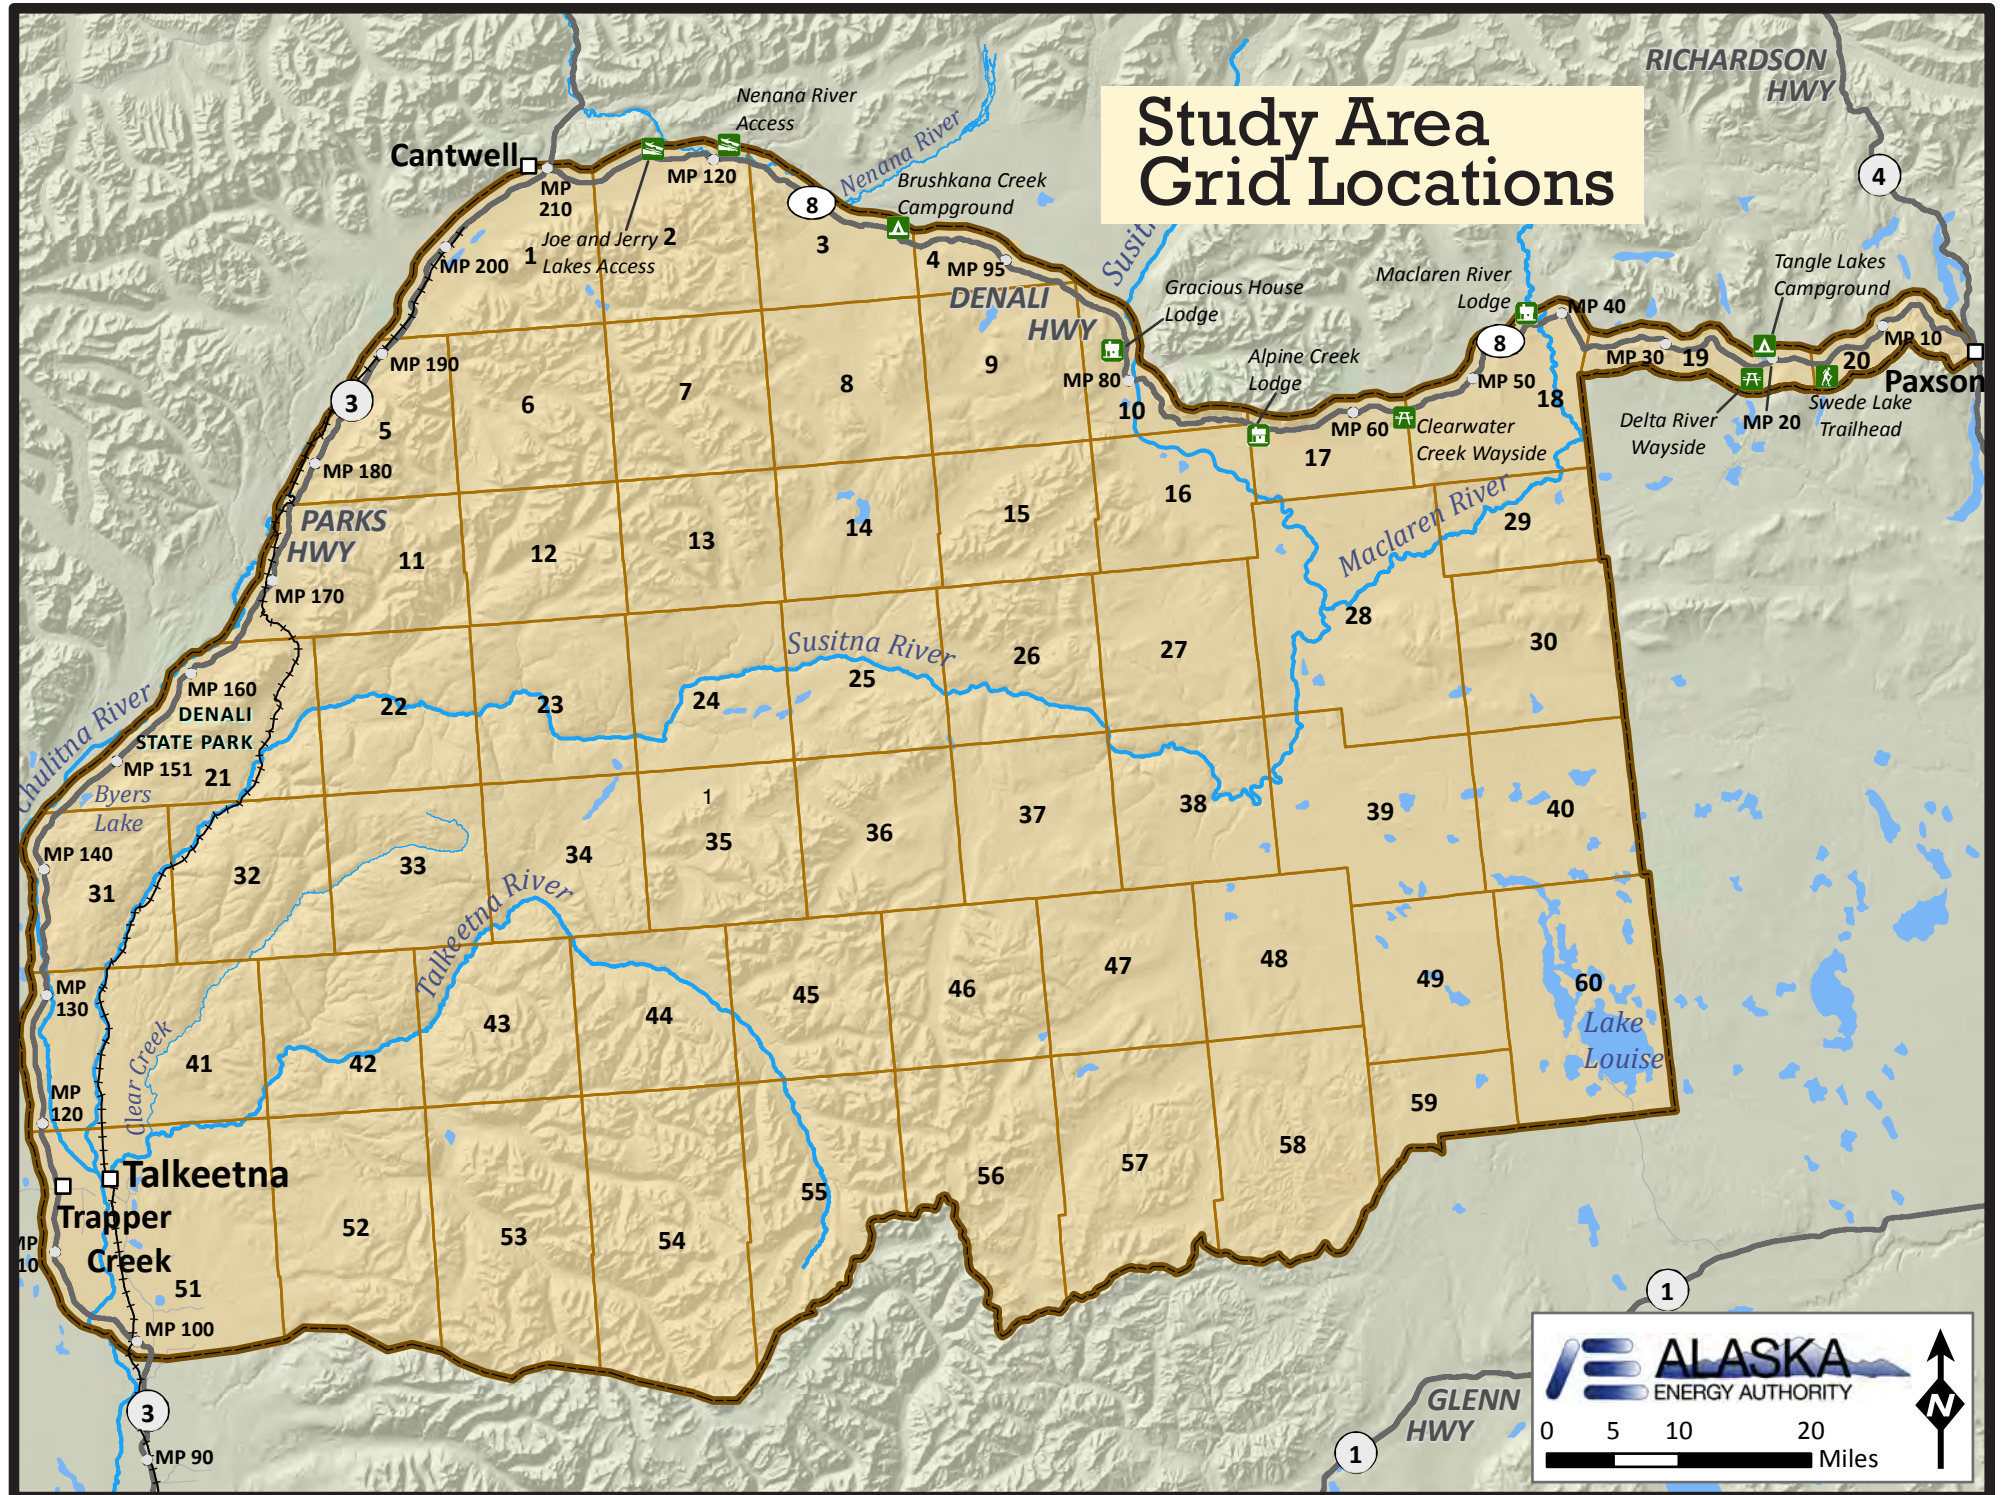 Study Area
Grid Locations
RICHARDSON
HWY
4
Nenana River
Access
Nenana River
Cantwell
MP
210
MP 120
8
Brushkana Creek
Campground
Joe and Jerry
Lakes Access
MP 200
1
2
3
4
MP 95
DENALI
HWY
Gracious House
Lodge
Maclaren River
Lodge
MP 40
Tangle Lakes
Campground
MP 10
MP 30
19
20
Paxson
8
MP 190
3
5
6
7
8
9
MP 80
10
Alpine Creek
Lodge
MP 50
18
MP 60
Clearwater
Creek Wayside
Delta River
Wayside
MP 20
Swede Lake
Trailhead
MP 180
17
PARKS
HWY
11
12
13
14
15
16
Maclaren River
29
MP 170
28
30
Susitna River
25
26
27
MP 160
DENALI
STATE PARK
Chulitna River
MP 151
21
22
23
24
Byers
Lake
MP 140
31
32
33
34
1
35
36
37
38
39
40
Talkeetna River
MP
130
Clear Creek
41
42
43
44
45
46
47
48
49
60
Lake
Louise
MP
120
Talkeetna
Trapper
Creek
51
52
53
54
55
56
57
58
59
MP 100
3
MP 90
1
GLENN
HWY
1
ALASKA
ENERGY AUTHORITY
0 5 10 20
Miles
N